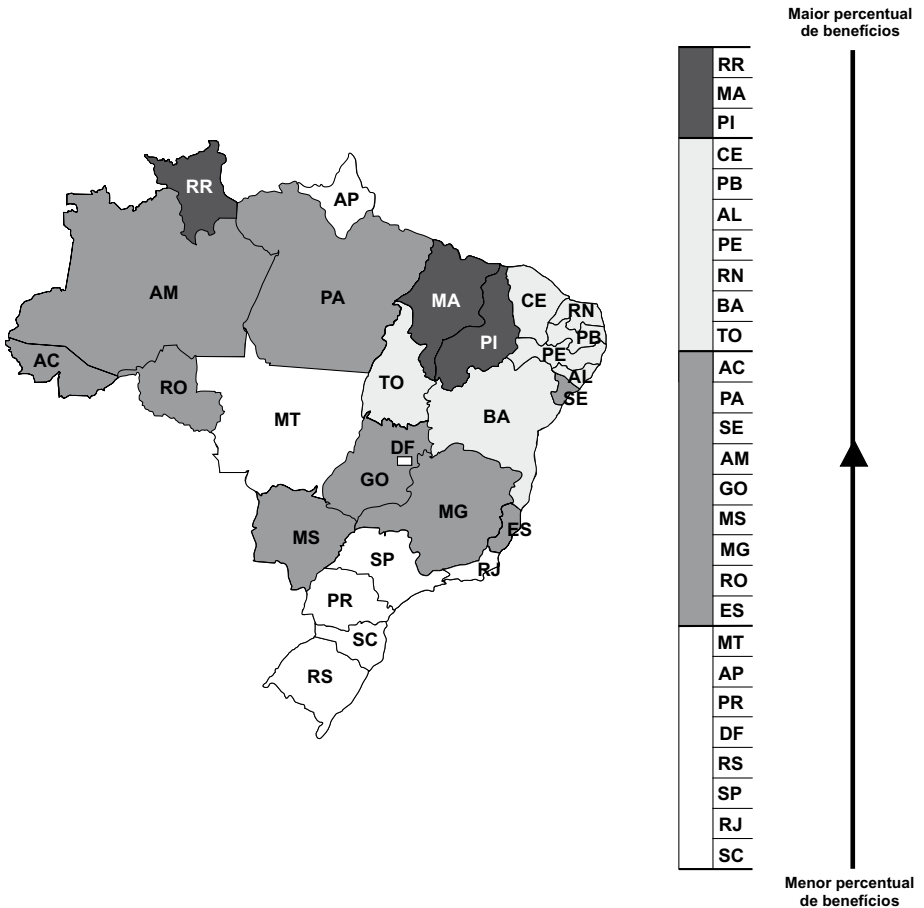 Maior percentual
de benefícios
RR
MA
PI
CE
PB
AL
PE
RN
BA
TO
AC
PA
SE
AM
GO
MS
MG
RO
ES
MT
AP
PR
DF
RS
SP
RJ
SC
Menor percentual
de benefícios
RR
AP
AM
PA
MA
CE
RN
PI
PB
PE
AC
RO
TO
AL
SE
MT
BA
DF
GO
MG
MS
ES
SP
RJ
PR
SC
RS